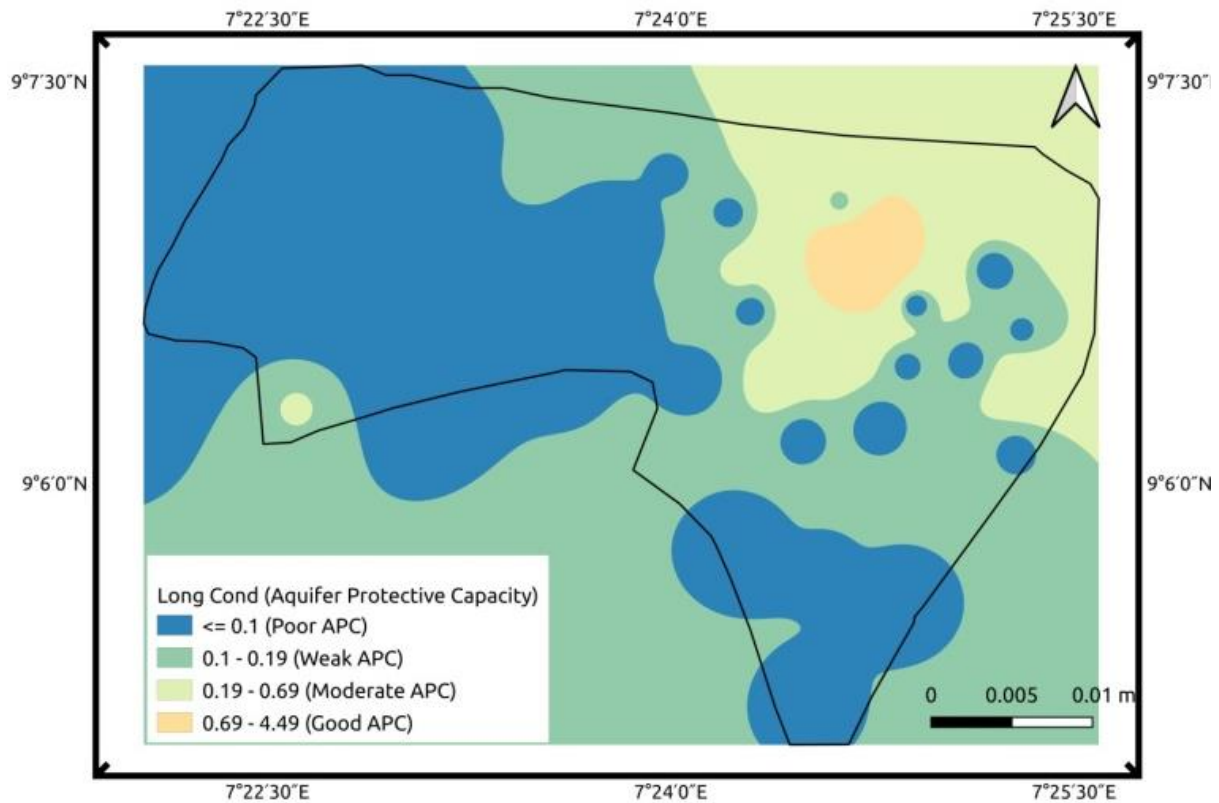 7°22′30″E 7°24′0″E 7°25′30″E
9°7′30″N 9°7′30″I
9°6′0″N 9°6′0″N
Long Cond (Aquifer Protective Capacity)
<= 0.1 (Poor APC)
0.1 - 0.19 (Weak APC)
0.19 - 0.69 (Moderate APC)
0.69 - 4.49 (Good APC)
0 0.005 0.01 m
7°22′30″E 7°24′0″E 7°25′30″E